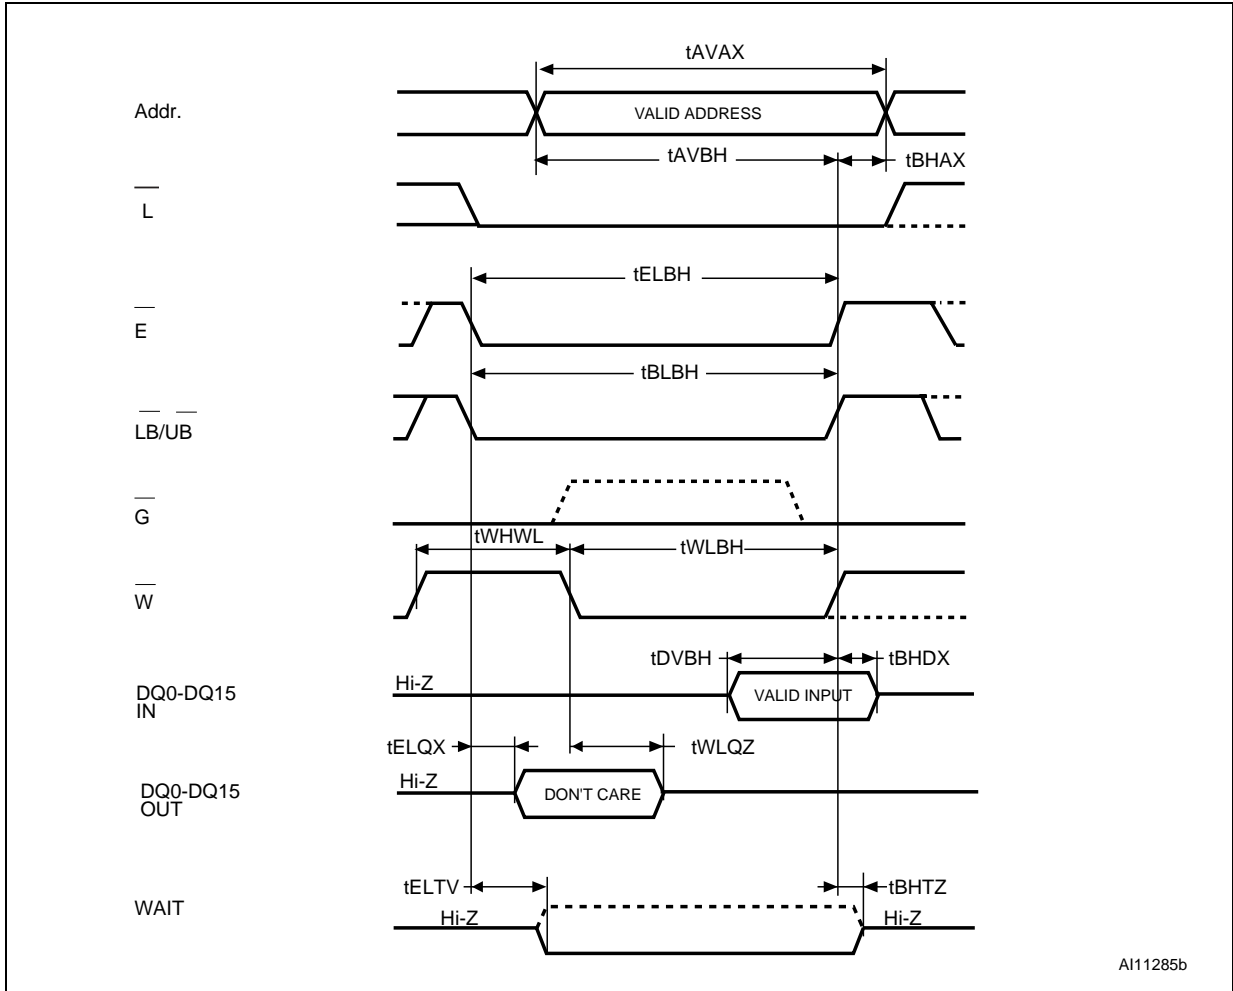 tAVAX
Addr.
VALID ADDRESS
tAVBH
tBHAX
L
tELBH
E
tBLBH
LB/UB
G
tWHWL
tWLBH
W
tDVBH
tBHDX
DQ0-DQ15
IN
Hi-Z
VALID INPUT
tELQX
tWLQZ
DQ0-DQ15
OUT
Hi-Z
DON'T CARE
tELTV
tBHTZ
WAIT
Hi-Z
Hi-Z
AI11285b